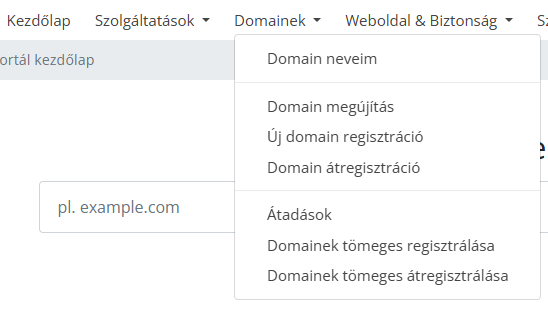 Kezdőlap Szolgáltatások Domainek Weboldal & Biztonság
Domain neveim
kezdőlap
Domain megújítás
Új domain regisztráció
Domain átregisztráció
pl. example.com
Átadások
Domainek tömeges regisztrálása
Domainek tömeges átregisztrálása